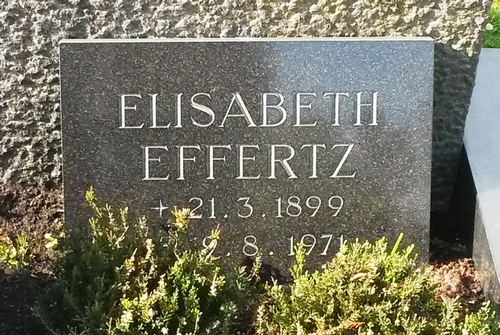 ELISABETH
EFFERTZ
21.3.1899
2.8.1971